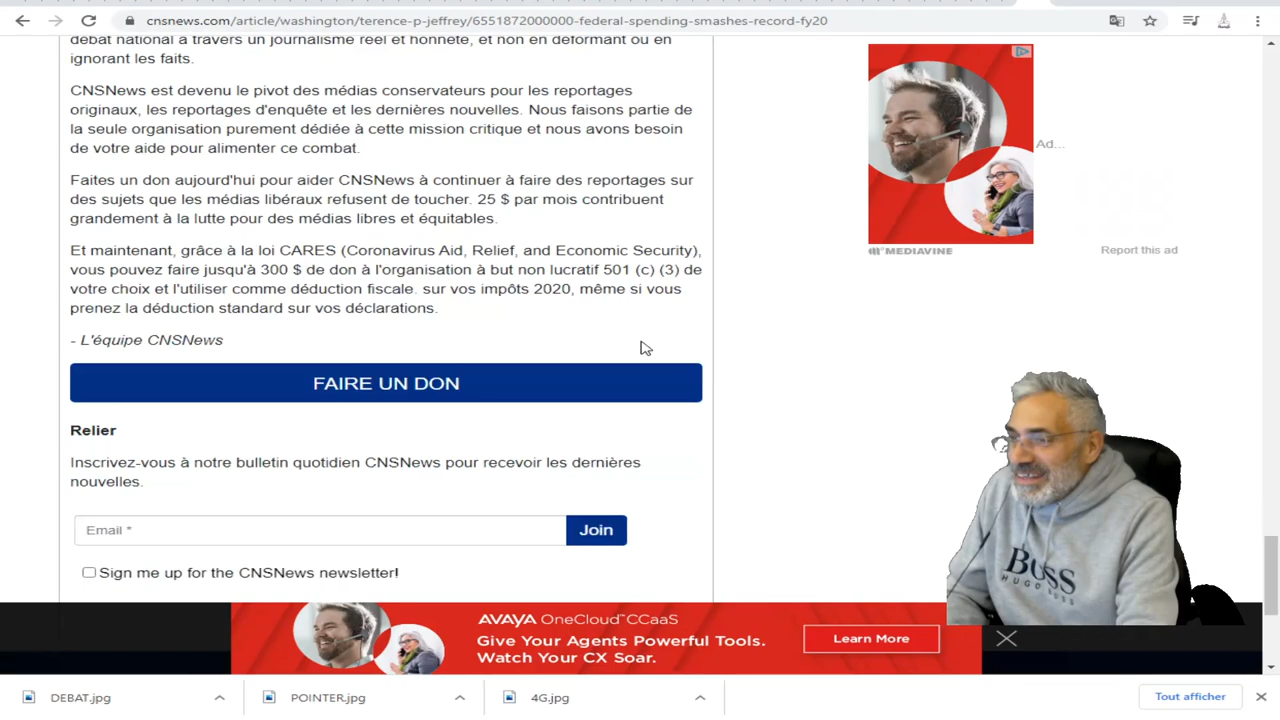 cnsnews.com/article/washington/terence-p-jeffrey/6551872000000-federal-spending-smashes-record-fy20
débat national à travers un journalisme réel et honnête, et non en déformant ou en
ignorant les faits.
CNSNews est devenu le pivot des médias conservateurs pour les reportages
originaux, les reportages d'enquête et les dernières nouvelles. Nous faisons partie de
la seule organisation purement dédiée à cette mission critique et nous avons besoin
de votre aide pour alimenter ce combat.
Faites un don aujourd'hui pour aider CNSNews à continuer à faire des reportages sur
des sujets que les médias libéraux refusent de toucher. 25 $ par mois contribuent
grandement à la lutte pour des médias libres et équitables.
Et maintenant, grâce à la loi CARES (Coronavirus Aid, Relief, and Economic Security),
vous pouvez faire jusqu'à 300 $ de don à l'organisation à but non lucratif 501 (c) (3) de
votre choix et l'utiliser comme déduction fiscale. sur vos impôts 2020, même si vous
prenez la déduction standard sur vos déclarations.
- L'équipe CNSNews
FAIRE UN DON
Relier
Inscrivez-vous à notre bulletin quotidien CNSNews pour recevoir les dernières
nouvelles.
Email *
Join
Sign me up for the CNSNews newsletter!
Ad...
MEDIAVINE
Report this ad
BOSS
HUGO BOSS
AVAYA OneCloud™CCaaS
Give Your Agents Powerful Tools.
Watch Your CX Soar.
Learn More
DEBAT.jpg
POINTER.jpg
4G.jpg
Tout afficher